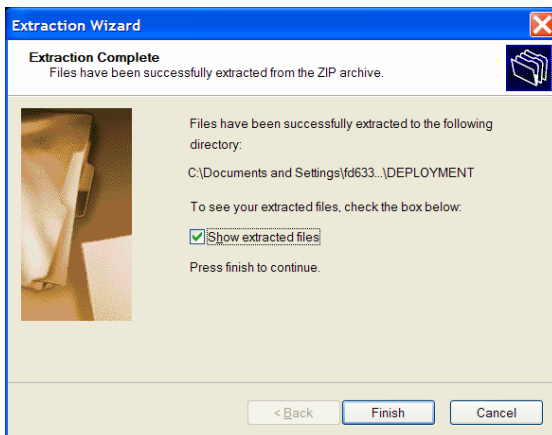 Extraction Wizard
Extraction Complete
Files have been successfully extracted from the ZIP archive.
Files have been successfully extracted to the following
directory:
C:\Documents and Settings\fd633...\DEPLOYMENT
To see your extracted files, check the box below:
Show extracted files
Press finish to continue.
< Back
Finish
Cancel